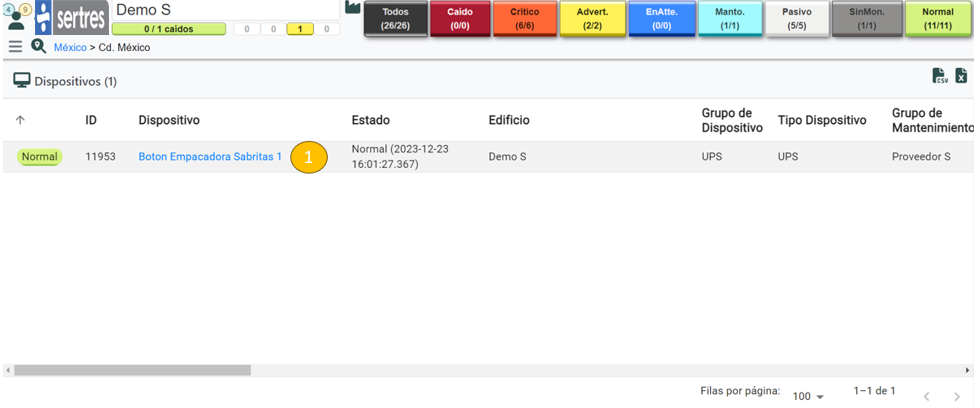 4 9
sertres
Demo S
0 / 1 caidos
0 0 1 0
Todos (26/26)
Caido (0/0)
Critico (6/6)
Advert. (2/2)
EnAtte. (0/0)
Manto. (1/1)
Pasivo (5/5)
SinMon. (1/1)
Normal (11/11)
México > Cd. México
Dispositivos (1)
CSV X
ID Dispositivo Estado Edificio Grupo de Dispositivo Tipo Dispositivo Grupo de Mantenimiento
Normal 11953 Boton Empacadora Sabritas 1 1 Normal (2023-12-23 16:01:27.367) Demo S UPS UPS Proveedor S
Filas por página: 100 1–1 de 1